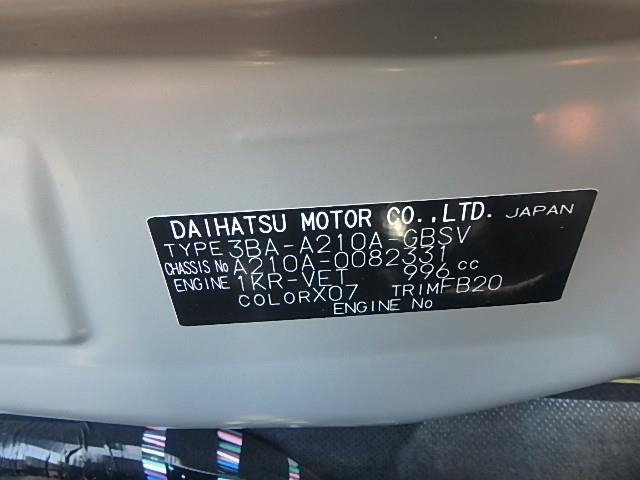 DAIHATSU MOTOR CO.,LTD. JAPAN
TYPE 3BA-A210A-GBSV
CHASSIS No A210A-0082331
ENGINE 1KR-VET 996 cc
COLOR X07 TRIM FB20
ENGINE No